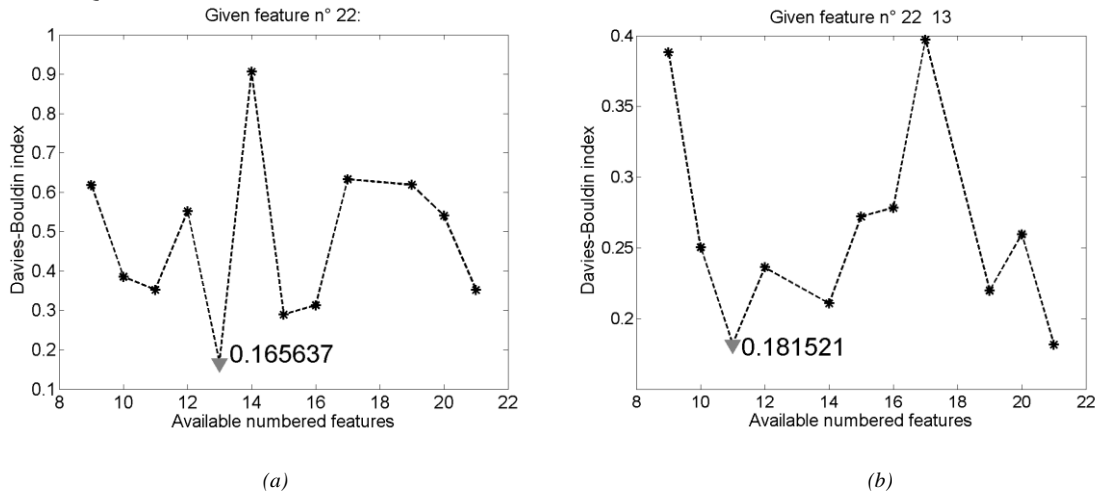 Given feature n° 22:
1
0.9
0.8
0.7
0.6
0.5
0.4
0.3
0.2
0.1
Davies-Bouldin index
0.165637
8 10 12 14 16 18 20 22
Available numbered features
(a)
Given feature n° 22 13
0.4
0.35
0.3
0.25
0.2
Davies-Bouldin index
0.181521
8 10 12 14 16 18 20 22
Available numbered features
(b)